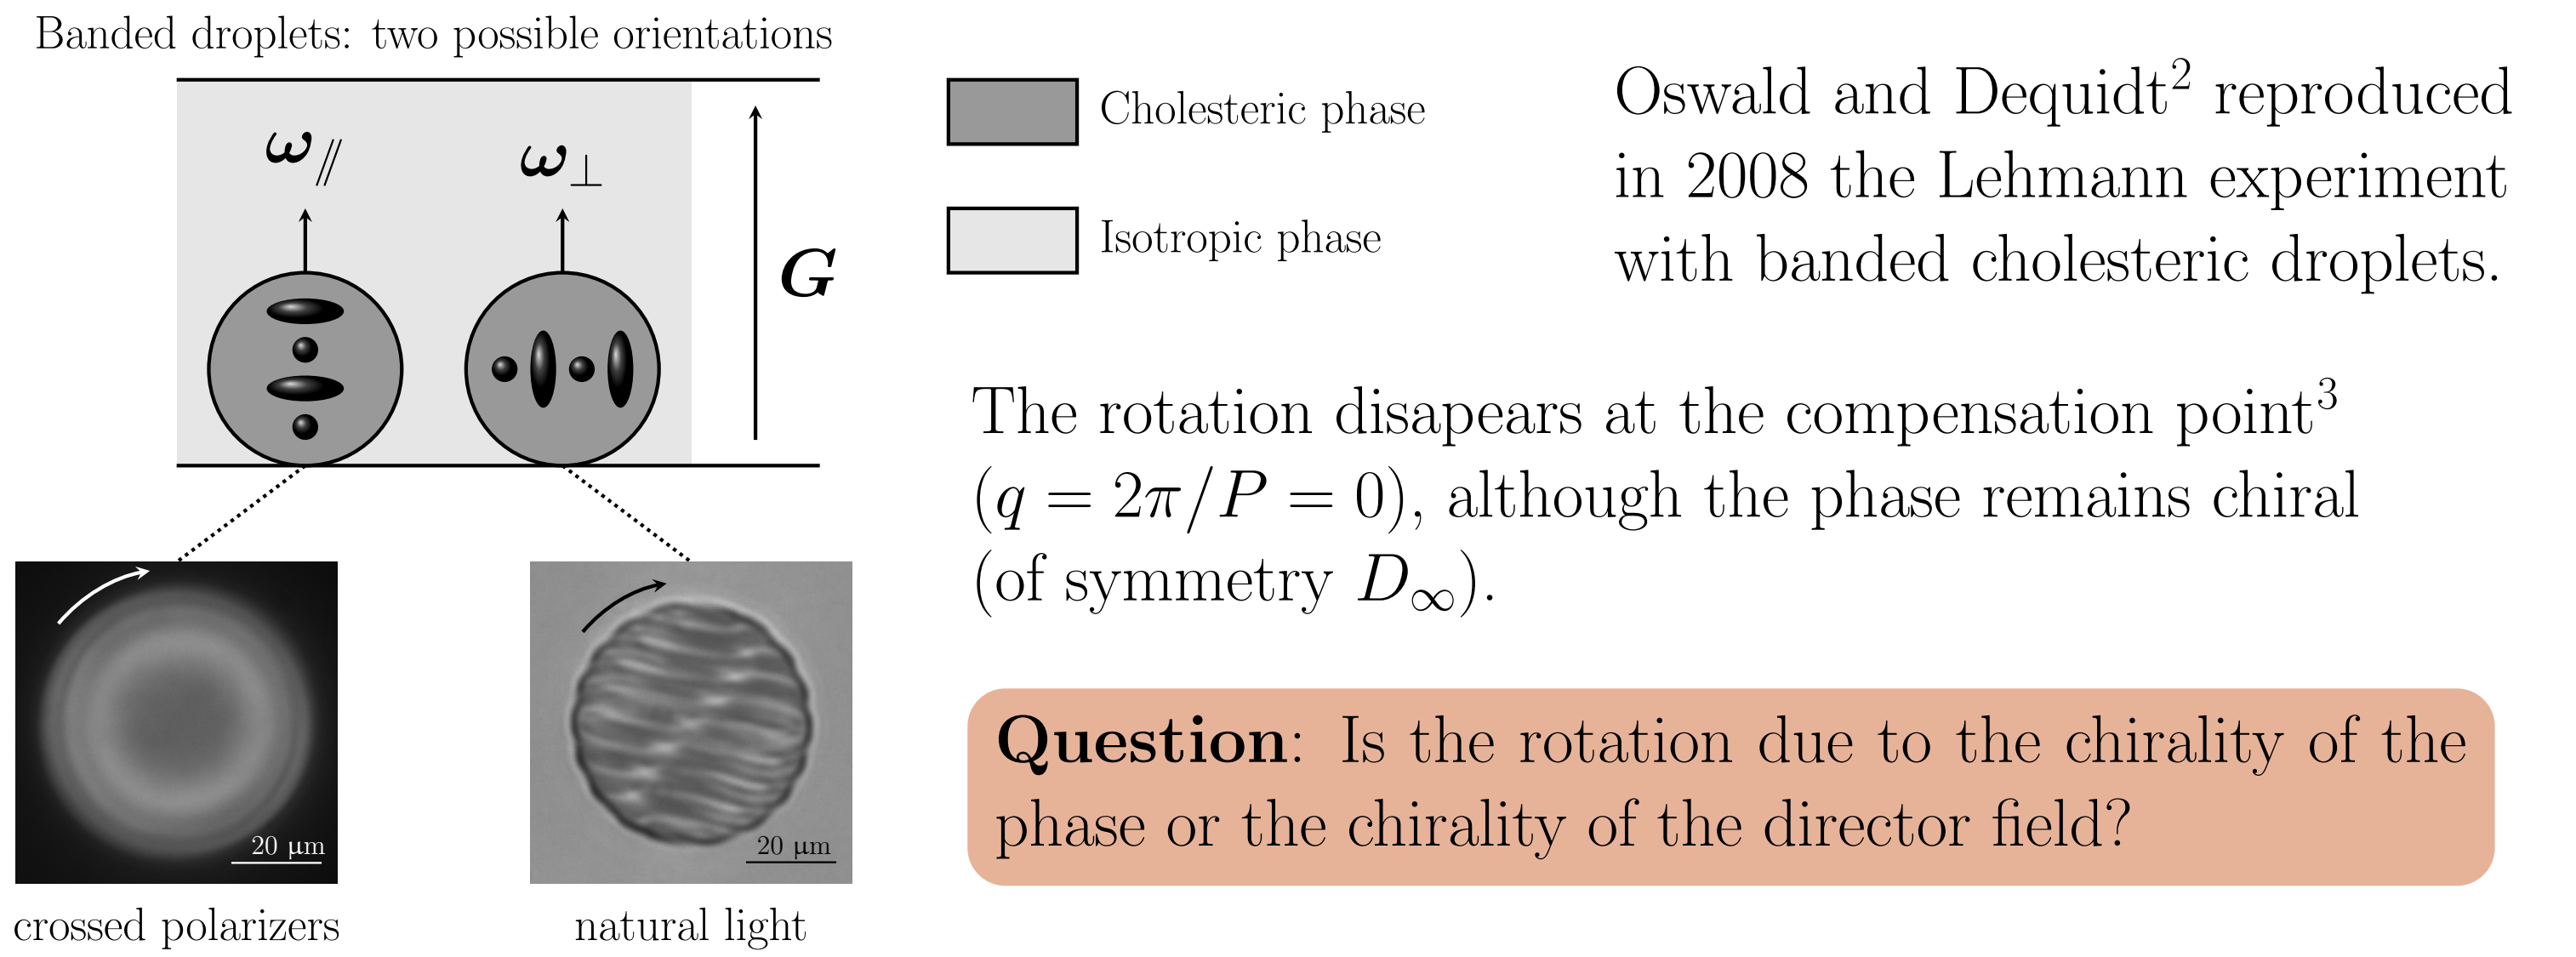 Banded droplets: two possible orientations
ω∥
ω⊥
G
20 µm
20 µm
crossed polarizers
natural light
Cholesteric phase
Isotropic phase
Oswald and Dequidt² reproduced
in 2008 the Lehmann experiment
with banded cholesteric droplets.
The rotation disapears at the compensation point³
(q = 2π/P = 0), although the phase remains chiral
(of symmetry D∞).
Question: Is the rotation due to the chirality of the
phase or the chirality of the director field?